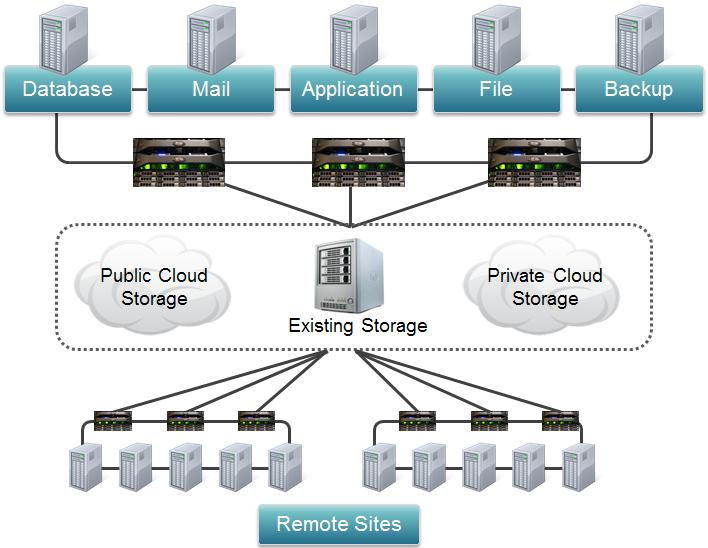 Database
Mail
Application
File
Backup
Public Cloud
Storage
Private Cloud
Storage
Existing Storage
Remote Sites